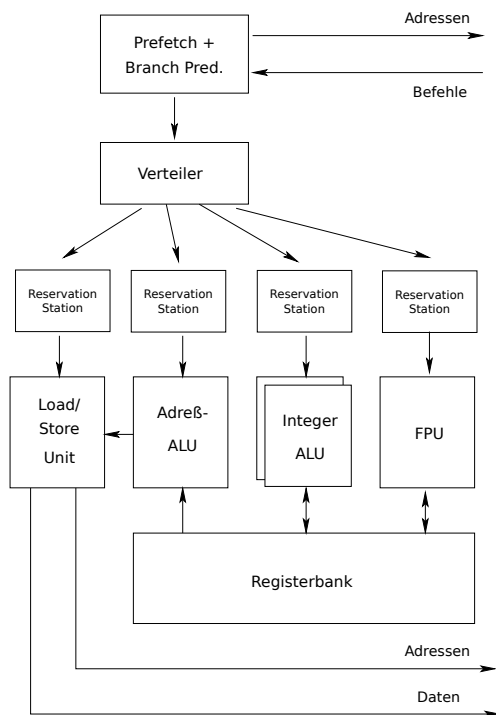 Prefetch +
Branch Pred.
Adressen
Befehle
Verteiler
Reservation
Station
Reservation
Station
Reservation
Station
Reservation
Station
Load/
Store
Unit
Adreß-
ALU
Integer
ALU
FPU
Registerbank
Adressen
Daten